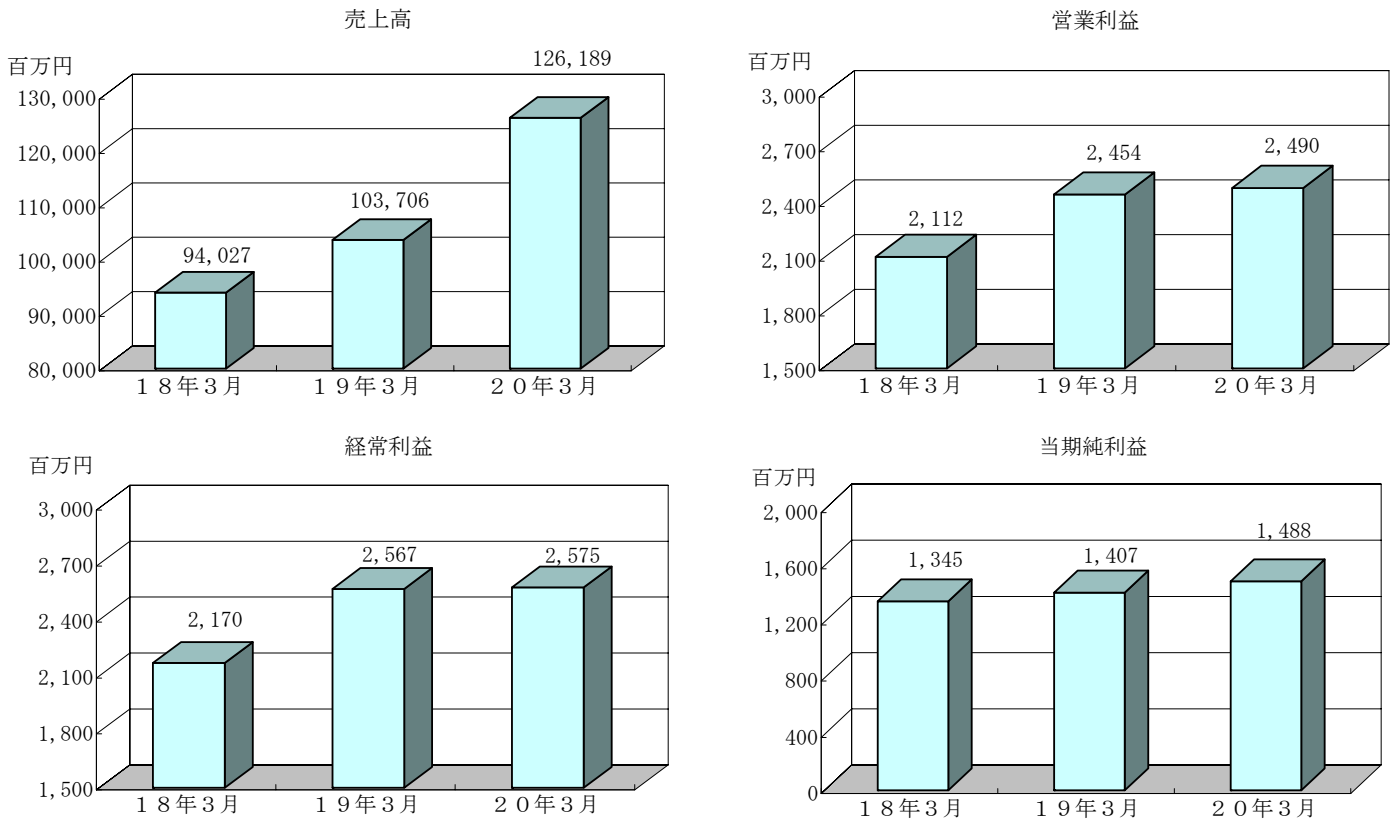 売上高
百万円
126,189
130,000
120,000
110,000
100,000
90,000
80,000
103,706
94,027
18年3月
19年3月
20年3月
営業利益
百万円
3,000
2,700
2,400
2,100
1,800
1,500
2,112
2,454
2,490
18年3月
19年3月
20年3月
経常利益
百万円
3,000
2,700
2,400
2,100
1,800
1,500
2,170
2,567
2,575
18年3月
19年3月
20年3月
当期純利益
百万円
2,000
1,600
1,200
800
400
0
1,345
1,407
1,488
18年3月
19年3月
20年3月